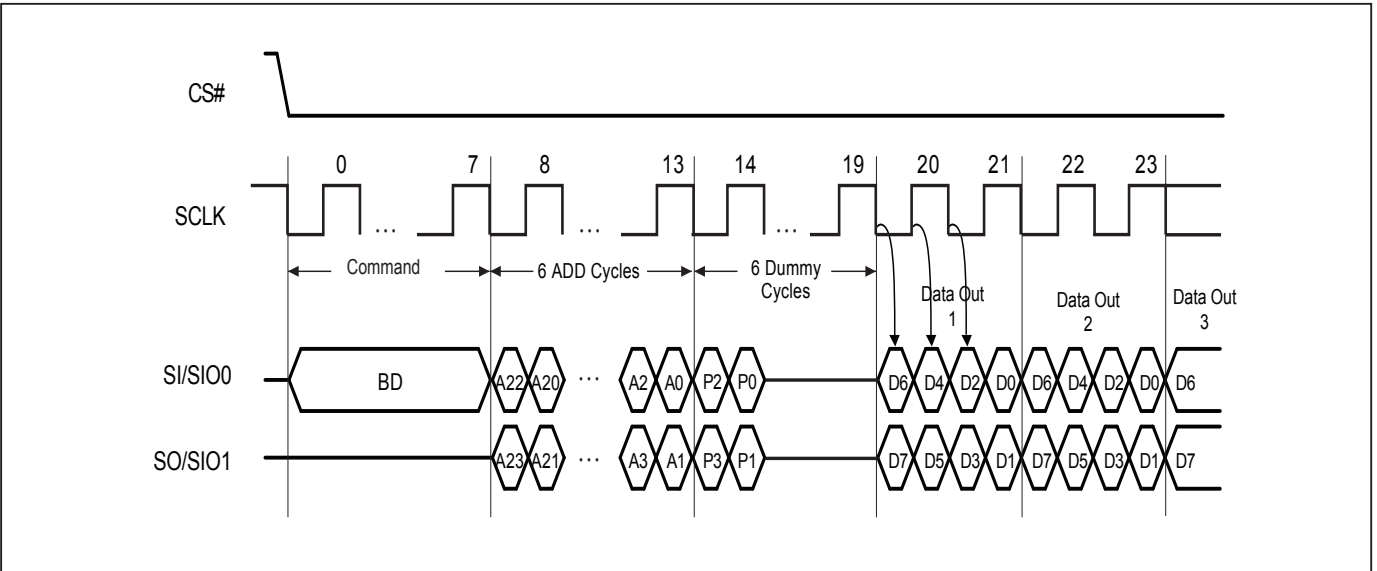 CS#
0 7 8 13 14 19 20 21 22 23
SCLK
... ... ...
Command
6 ADD Cycles
6 Dummy
Cycles
Data Out
1
Data Out
2
Data Out
3
SI/SIO0 BD A22 A20 ... A2 A0 P2 P0 D6 D4 D2 D0 D6 D4 D2 D0 D6
SO/SIO1 A23 A21 ... A3 A1 P3 P1 D7 D5 D3 D1 D7 D5 D3 D1 D7